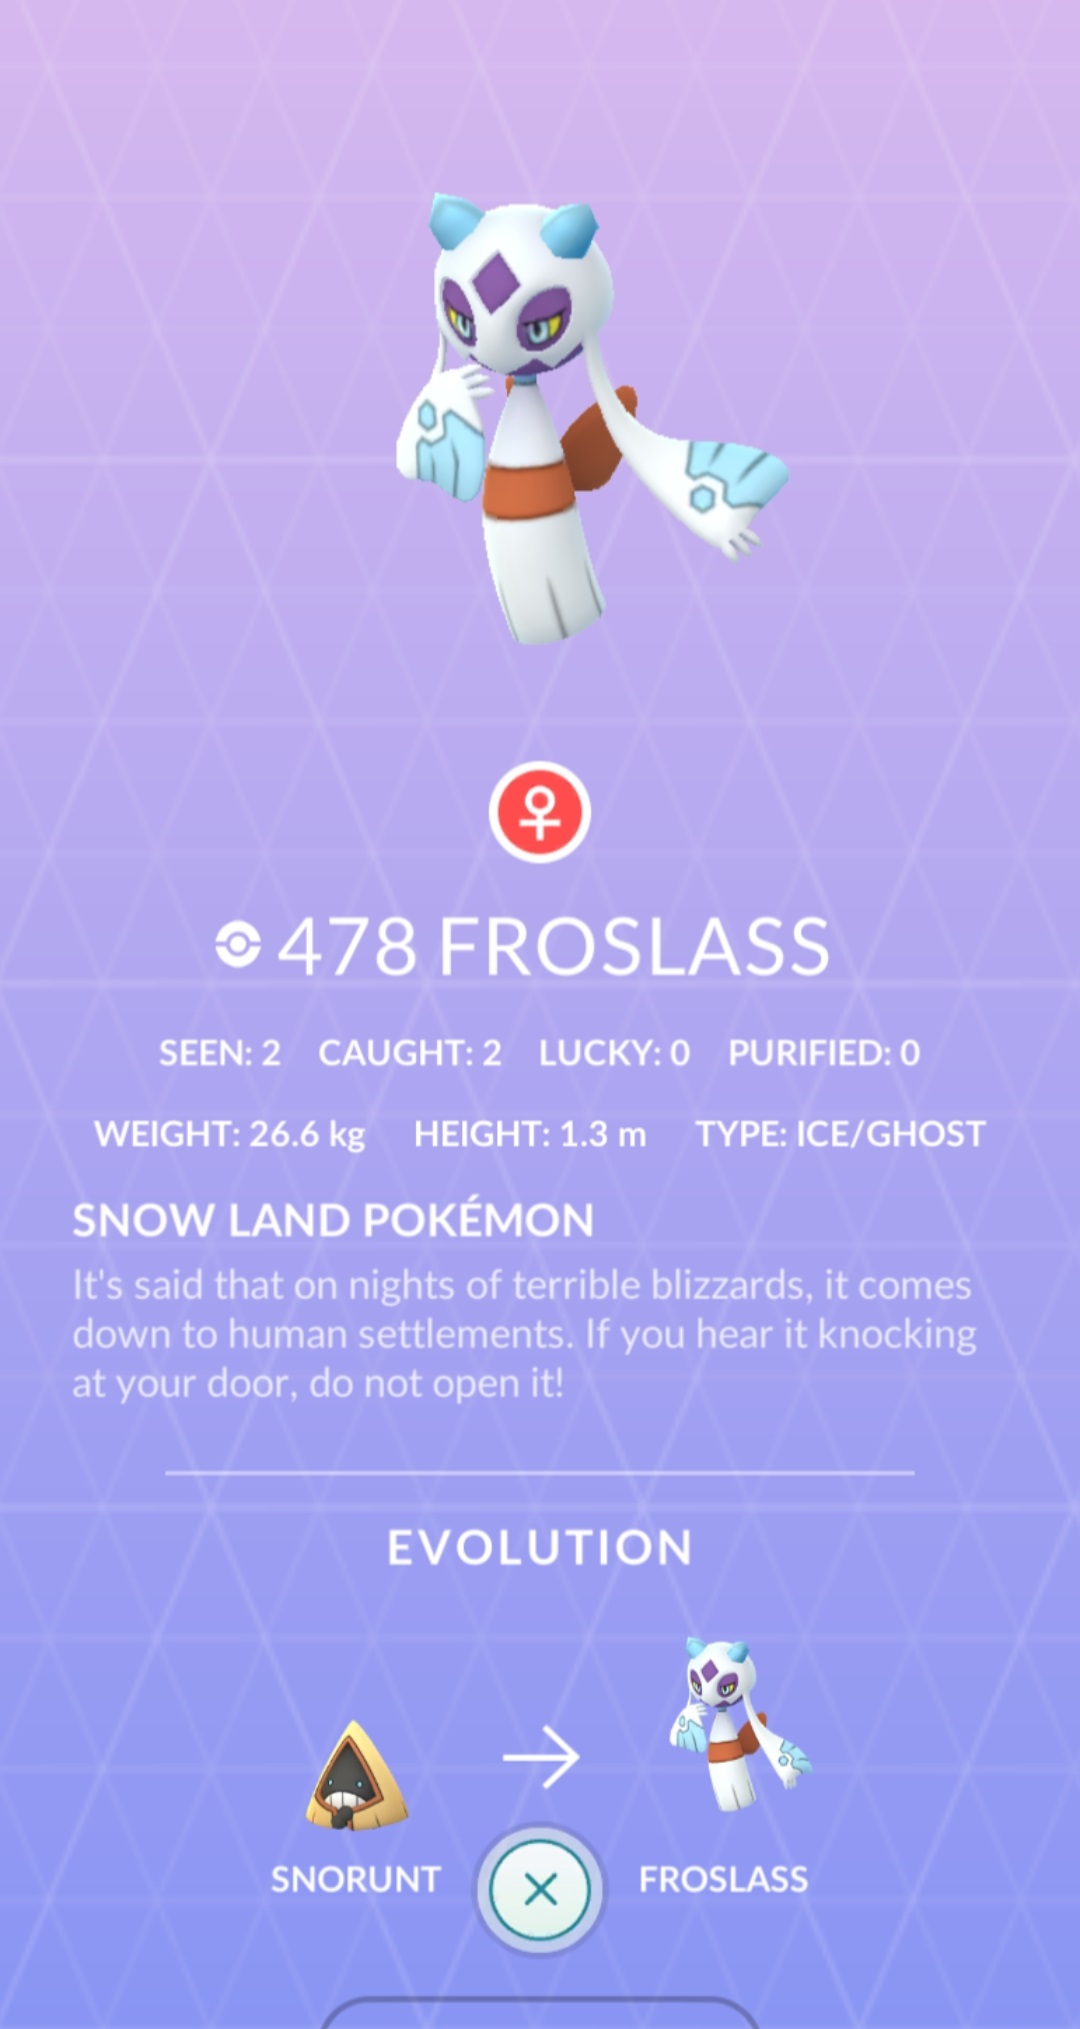 478 FROSLASS
SEEN: 2 CAUGHT: 2 LUCKY: 0 PURIFIED: 0
WEIGHT: 26.6 kg HEIGHT: 1.3 m TYPE: ICE/GHOST
SNOW LAND POKÉMON
It's said that on nights of terrible blizzards, it comes
down to human settlements. If you hear it knocking
at your door, do not open it!
EVOLUTION
SNORUNT FROSLASS